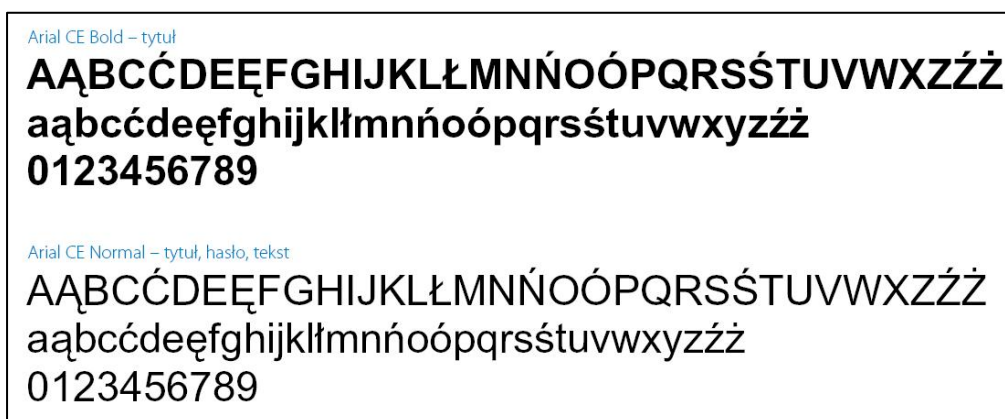 Arial CE Bold – tytuł
AĄBCĆDEĘFGHIJKLŁMNŃOÓPQRSŚTUVWXZŹŻ
aąbcćdeęfghijklłmnńoópqrsśtuvwxyzźż
0123456789
Arial CE Normal – tytuł, hasło, tekst
AĄBCĆDEĘFGHIJKLŁMNŃOÓPQRSŚTUVWXZŹŻ
aąbcćdeęfghijklłmnńoópqrsśtuvwxyzźż
0123456789